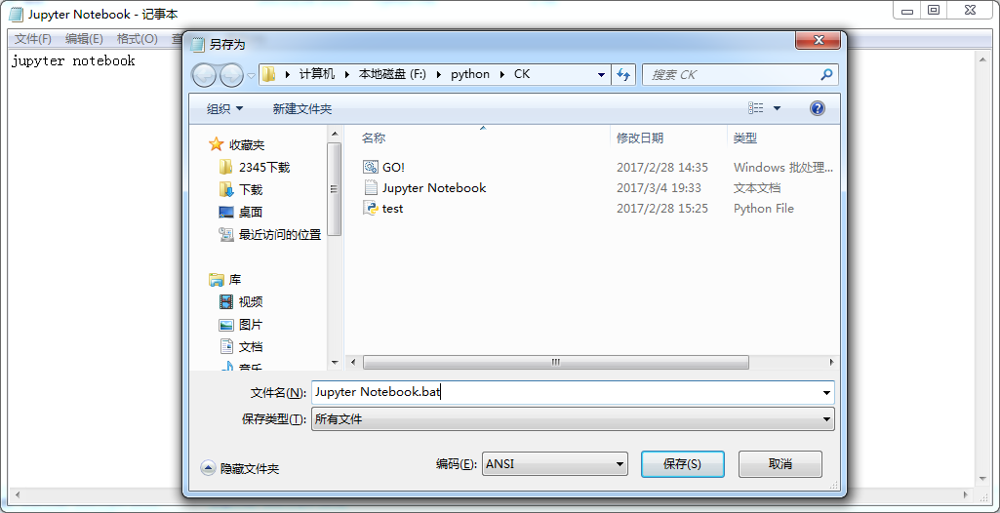 Jupyter Notebook - 记事本
文件(F) 编辑(E) 格式(O)
jupyter notebook
另存为
计算机 本地磁盘 (F:) python CK
搜索 CK
组织 新建文件夹
名称 修改日期 类型
收藏夹
2345下载
下载
桌面
最近访问的位置
库
视频
图片
文档
音乐
GO! 2017/2/28 14:35 Windows 批处理...
Jupyter Notebook 2017/3/4 19:33 文本文档
test 2017/2/28 15:25 Python File
文件名(N): Jupyter Notebook.bat
保存类型(T): 所有文件
隐藏文件夹 编码(E): ANSI 保存(S) 取消